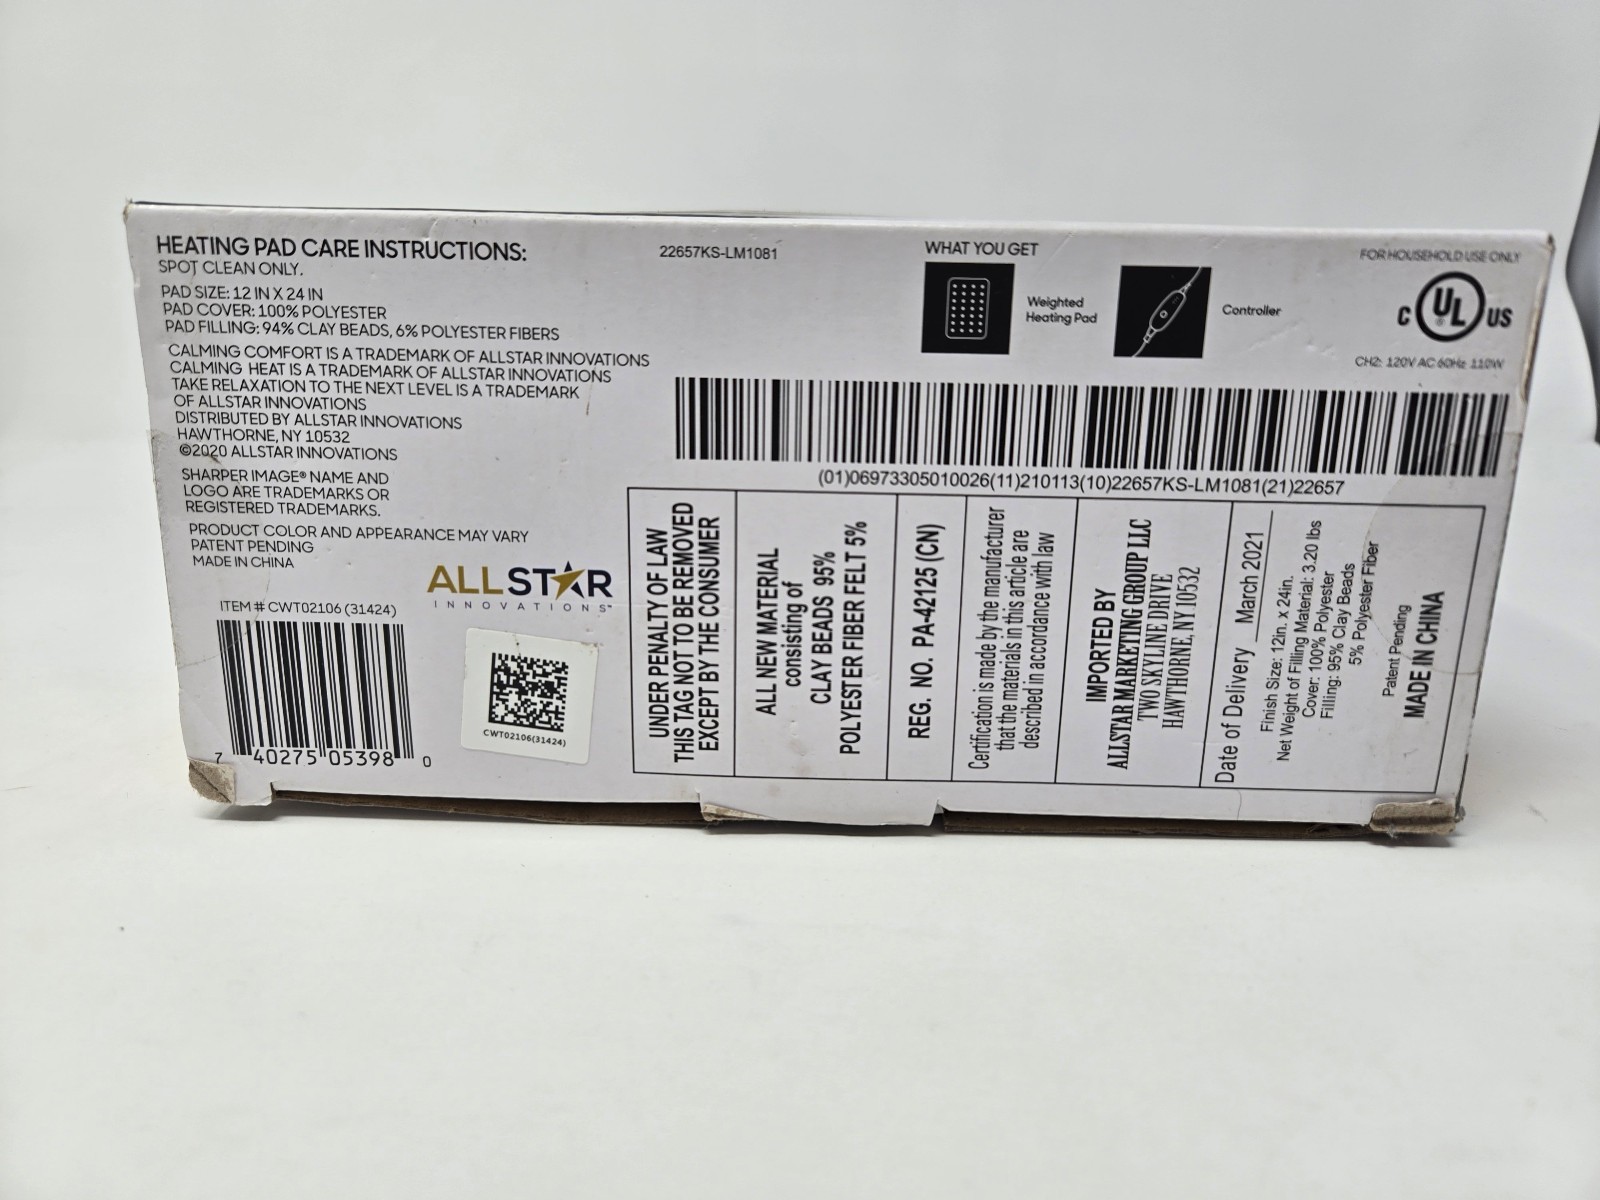 HEATING PAD CARE INSTRUCTIONS:
SPOT CLEAN ONLY.
PAD SIZE: 12 IN X 24 IN
PAD COVER: 100% POLYESTER
PAD FILLING: 94% CLAY BEADS, 6% POLYESTER FIBERS
CALMING COMFORT IS A TRADEMARK OF ALLSTAR INNOVATIONS
CALMING HEAT IS A TRADEMARK OF ALLSTAR INNOVATIONS
TAKE RELAXATION TO THE NEXT LEVEL IS A TRADEMARK
OF ALLSTAR INNOVATIONS
DISTRIBUTED BY ALLSTAR INNOVATIONS
HAWTHORNE, NY 10532
©2020 ALLSTAR INNOVATIONS
SHARPER IMAGE® NAME AND
LOGO ARE TRADEMARKS OR
REGISTERED TRADEMARKS.
PRODUCT COLOR AND APPEARANCE MAY VARY
PATENT PENDING
MADE IN CHINA
ALLSTAR
INNOVATIONS™
ITEM # CWT02106 (31424)
7 40275 05398 0
CWT02106(31424)
22657KS-LM1081
WHAT YOU GET
Weighted
Heating Pad
Controller
FOR HOUSEHOLD USE ONLY
C UL® US
CH2: 120V AC 60Hz 110W
(01)06973305010026(11)210113(10)22657KS-LM1081(21)22657
UNDER PENALTY OF LAW
THIS TAG NOT TO BE REMOVED
EXCEPT BY THE CONSUMER
ALL NEW MATERIAL
consisting of
CLAY BEADS 95%
POLYESTER FIBER FELT 5%
REG. NO. PA-42125 (CN)
Certification is made by the manufacturer
that the materials in this article are
described in accordance with law
IMPORTED BY
ALLSTAR MARKETING GROUP LLC
TWO SKYLINE DRIVE
HAWTHORNE, NY 10532
Date of Delivery March 2021
Finish Size: 12in. x 24in.
Net Weight of Filling Material: 3.20 lbs
Cover: 100% Polyester
Filling: 95% Clay Beads
5% Polyester Fiber
Patent Pending
MADE IN CHINA